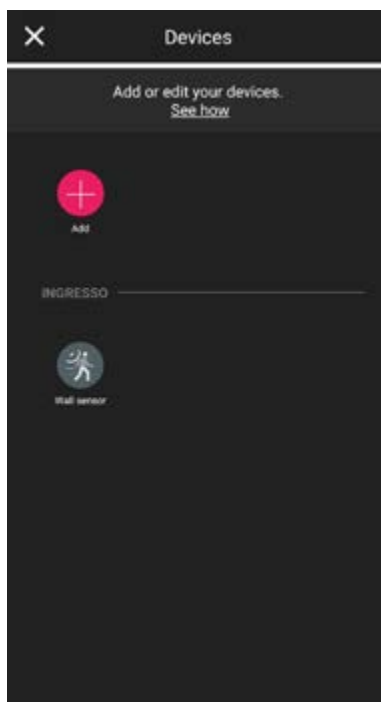 Devices
Add or edit your devices.
See how
Add
INGRESSO
Wall sensor